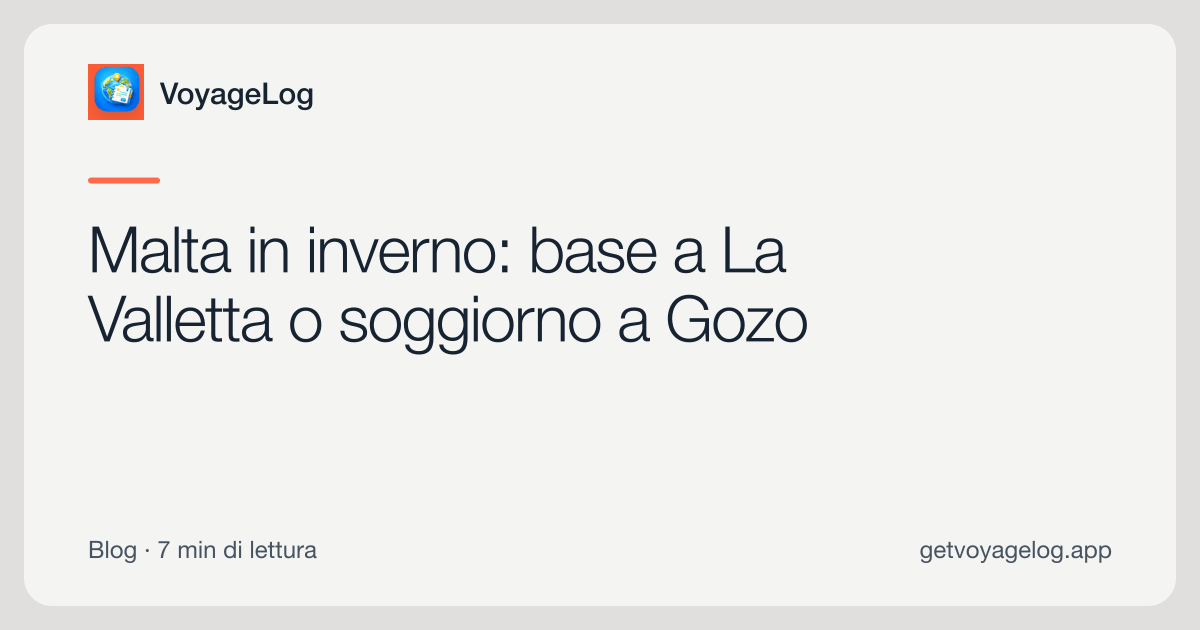 VoyageLog
Malta in inverno: base a La
Valletta o soggiorno a Gozo
Blog · 7 min di lettura
getvoyagelog.app